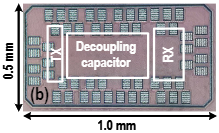 0.5 mm
TX
Decoupling
capacitor
RX
(b)
1.0 mm